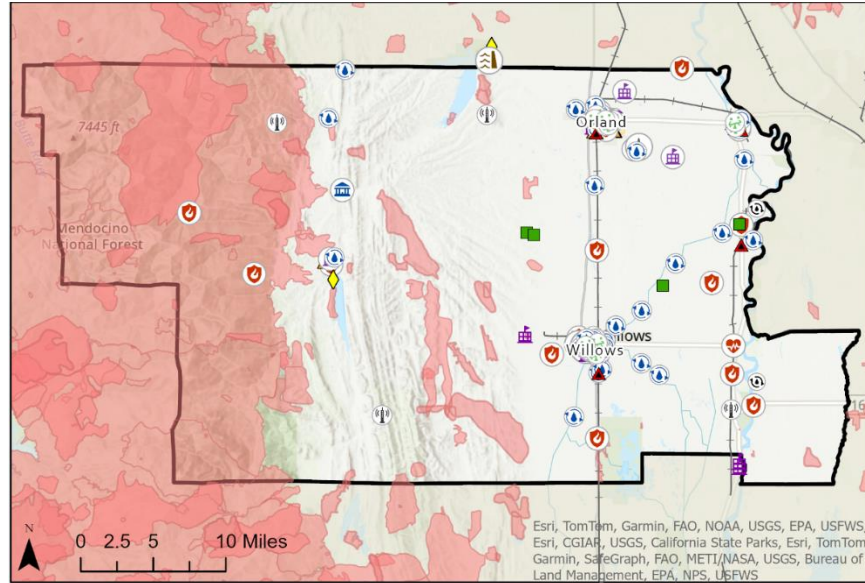 7445 ft
Orland
Mendocino
National Forest
llows
Willows
16
N
0 2.5 5 10 Miles
Esri, TomTom, Garmin, FAO, NOAA, USGS, EPA, USFWS,
Esri, CGIAR, USGS, California State Parks, Esri, TomTom
Garmin, SafeGraph, FAO, METI/NASA, USGS, Bureau of
Land Management, EPA, NPS, USFWS